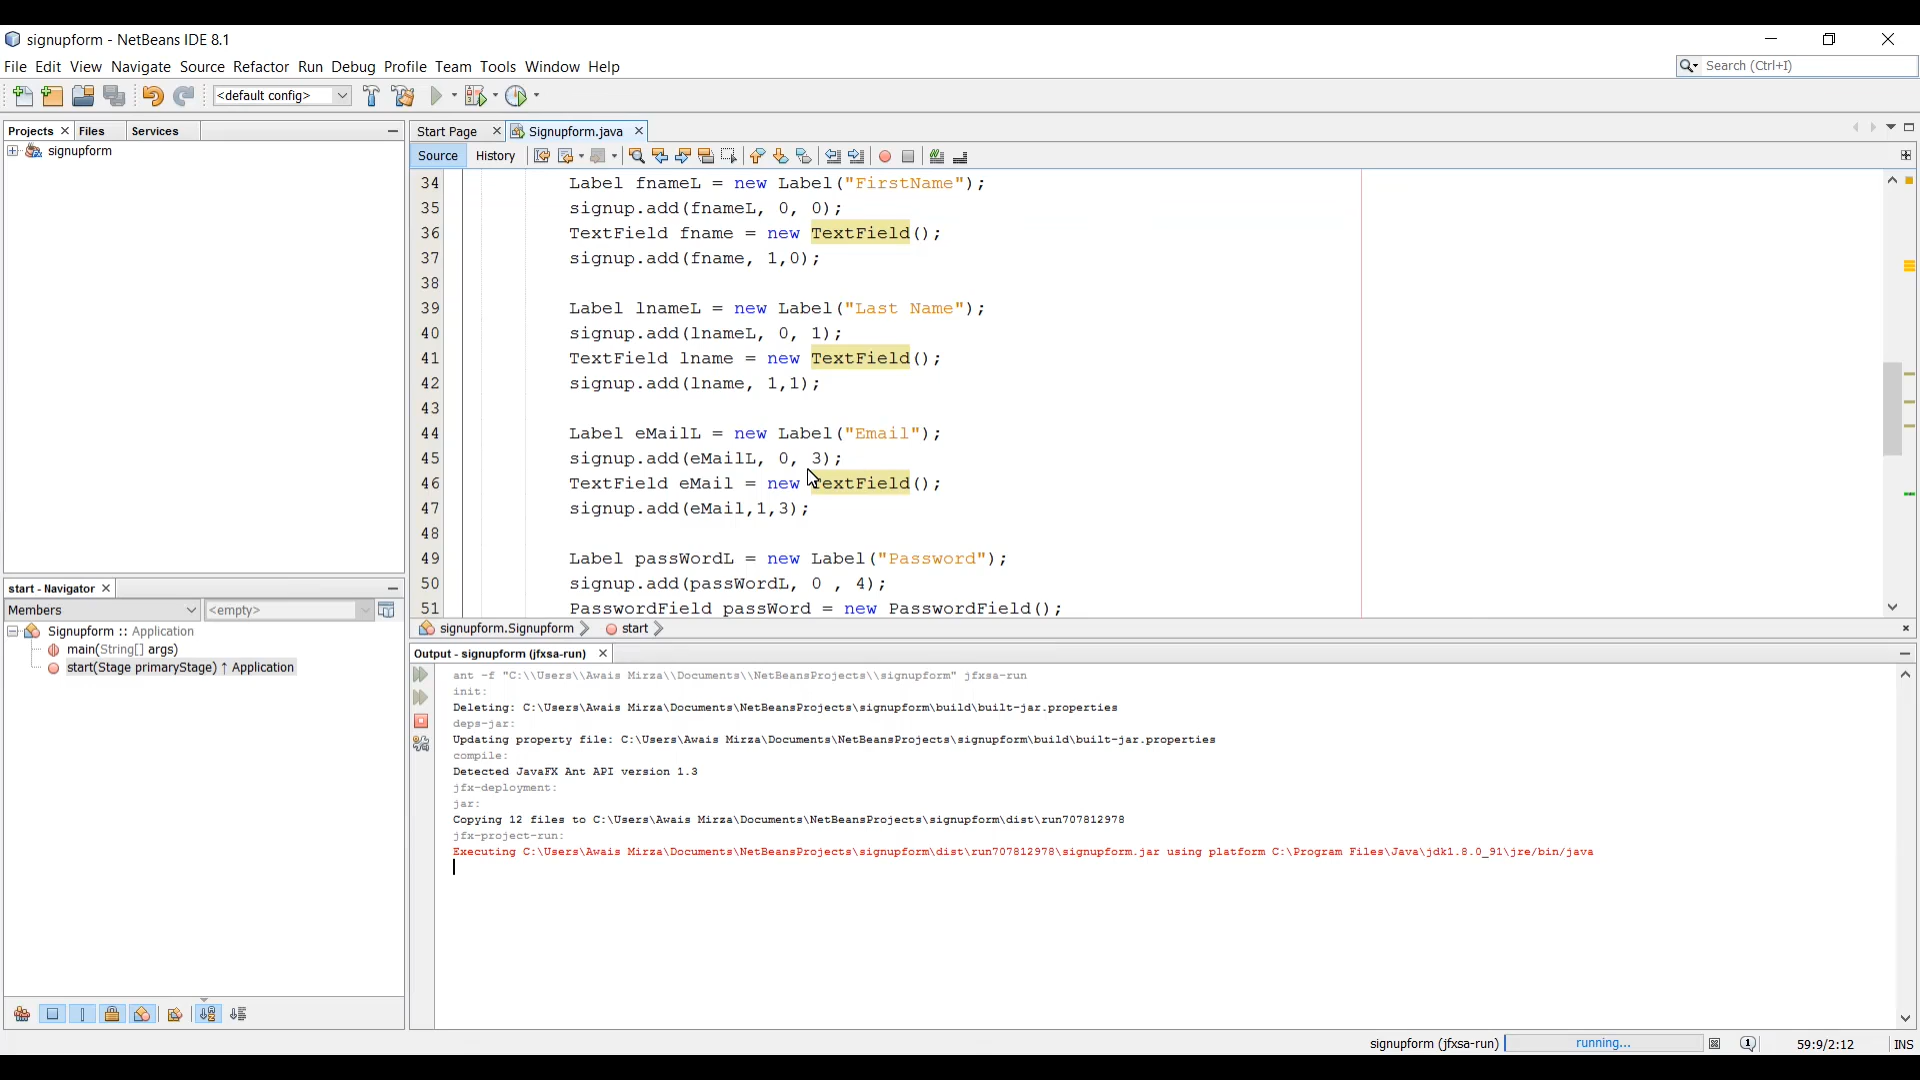 signupform - NetBeans IDE 8.1
File Edit View Navigate Source Refactor Run Debug Profile Team Tools Window Help
Search (Ctrl+I)
<default config>
Projects Files Services
signupform
Start Page Signupform.java
Source History
34 Label fnameL = new Label("FirstName");
35 signup.add(fnameL, 0, 0);
36 TextField fname = new TextField();
37 signup.add(fname, 1,0);
38
39 Label lnameL = new Label("Last Name");
40 signup.add(lnameL, 0, 1);
41 TextField lname = new TextField();
42 signup.add(lname, 1,1);
43
44 Label eMailL = new Label("Email");
45 signup.add(eMailL, 0, 3);
46 TextField eMail = new TextField();
47 signup.add(eMail,1,3);
48
49 Label passWordL = new Label("Password");
50 signup.add(passWordL, 0 , 4);
51 PasswordField passWord = new PasswordField();
signupform.Signupform start
start - Navigator
Members <empty>
Signupform :: Application
main(String[] args)
start(Stage primaryStage) ↑ Application
Output - signupform (jfxsa-run)
ant -f "C:\\Users\\Awais Mirza\\Documents\\NetBeansProjects\\signupform" jfxsa-run
init:
Deleting: C:\Users\Awais Mirza\Documents\NetBeansProjects\signupform\build\built-jar.properties
deps-jar:
Updating property file: C:\Users\Awais Mirza\Documents\NetBeansProjects\signupform\build\built-jar.properties
compile:
Detected JavaFX Ant API version 1.3
jfx-deployment:
jar:
Copying 12 files to C:\Users\Awais Mirza\Documents\NetBeansProjects\signupform\dist\run707812978
jfx-project-run:
Executing C:\Users\Awais Mirza\Documents\NetBeansProjects\signupform\dist\run707812978\signupform.jar using platform C:\Program Files\Java\jdk1.8.0_91\jre/bin/java
signupform (jfxsa-run) running... 59:9/2:12 INS